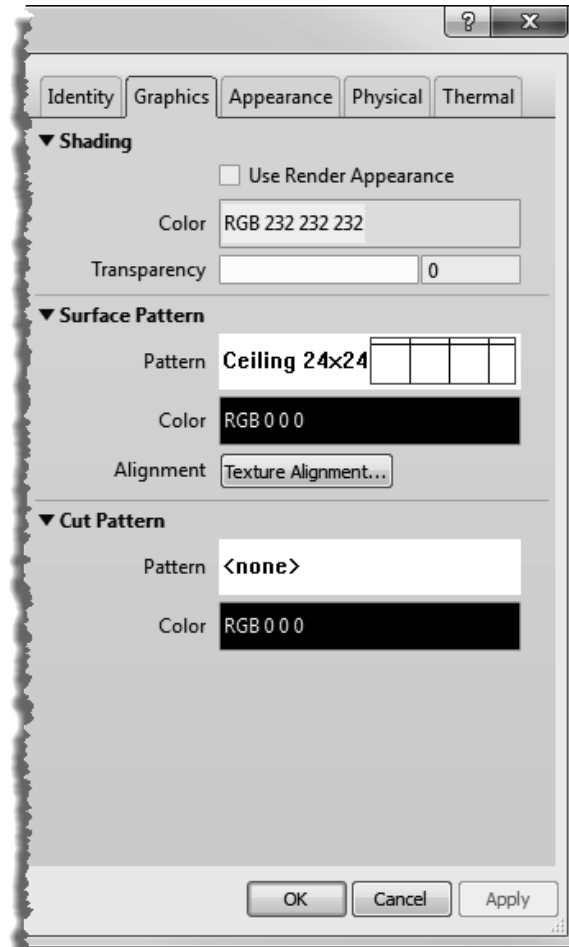 ?
Identity Graphics Appearance Physical Thermal
Shading
Use Render Appearance
Color RGB 232 232 232
Transparency 0
Surface Pattern
Pattern Ceiling 24x24
Color RGB 0 0 0
Alignment Texture Alignment...
Cut Pattern
Pattern <none>
Color RGB 0 0 0
OK Cancel Apply